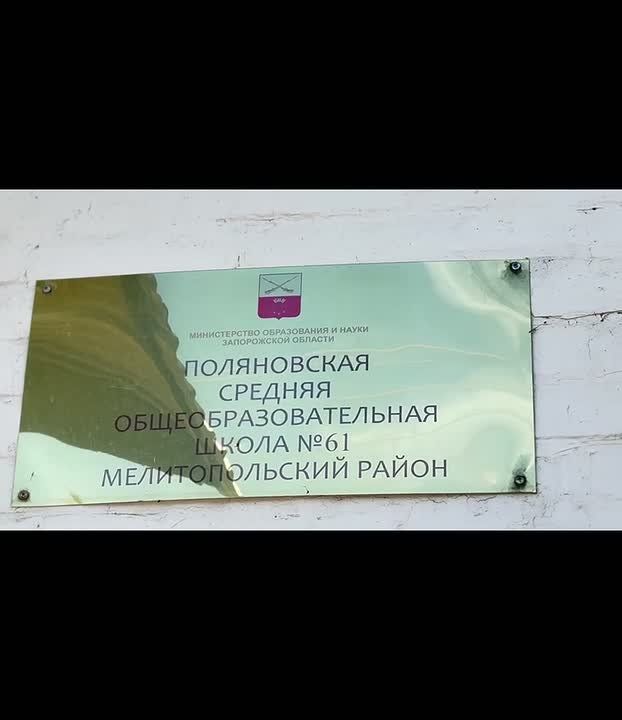 МИНИСТЕРСТВО ОБРАЗОВАНИЯ И НАУКИ
ЗАПОРОЖСКОЙ ОБЛАСТИ
ПОЛЯНОВСКАЯ
СРЕДНЯЯ
ОБЩЕОБРАЗОВАТЕЛЬНАЯ
ШКОЛА №61
МЕЛИТОПОЛЬСКИЙ РАЙОН